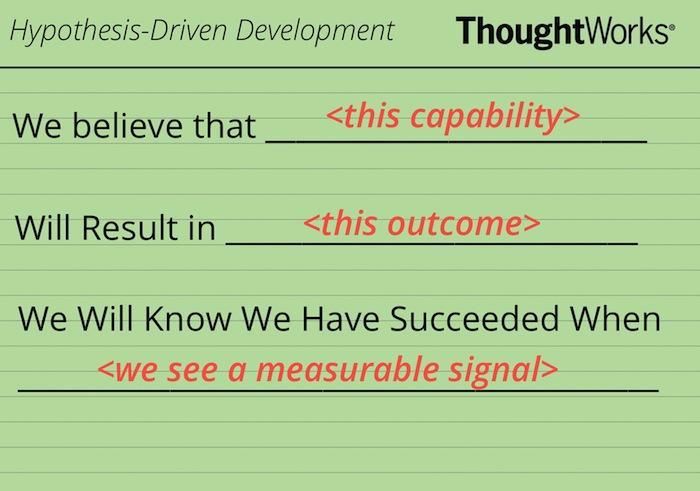 Hypothesis-Driven Development ThoughtWorks®
We believe that <this capability>
Will Result in <this outcome>
We Will Know We Have Succeeded When
<we see a measurable signal>